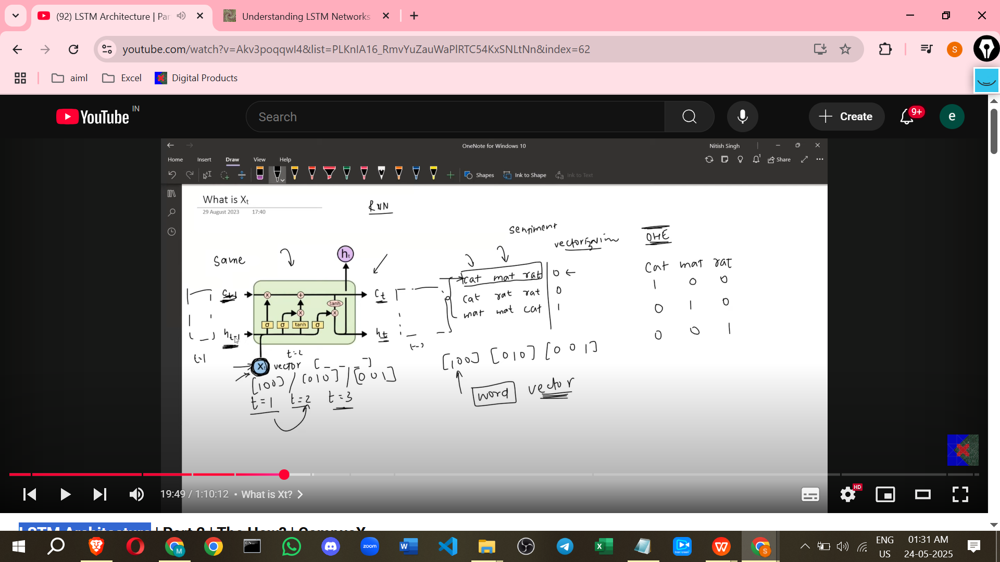 (92) LSTM Architecture | Par
Understanding LSTM Networks
youtube.com/watch?v=Akv3poqqwI4&list=PLKnIA16_RmvYuZauWaPlRTC54KxSNLtNn&index=62
S
aiml
Excel
Digital Products
YouTube IN
Search
Create
9+
e
OneNote for Windows 10
Nitish Singh
Home Insert Draw View Help
Share
Shapes
Ink to Shape
Ink to Text
What is Xt
29 August 2023 17:40
RNN
sentiment
vectorization
OHE
same
ht
cat mat rat
1 0 0
0 1 0
0 0 1
cat mat rat 0
cat rat rat 0
mat mat cat 1
Ct-1
Ct
x + tanh
x x
σ σ tanh σ
ht-1
ht
t=1
t=2
Xt vector [ _ _ _ ]
[100] / [010] / [001]
t=1 t=2 t=3
[100] [010] [001]
word vector
19:49 / 1:10:12 • What is Xt?
HD
LSTM Architecture | Part 2 | The How? | CampusX
M
zoom
S
ENG
US
01:31 AM
24-05-2025